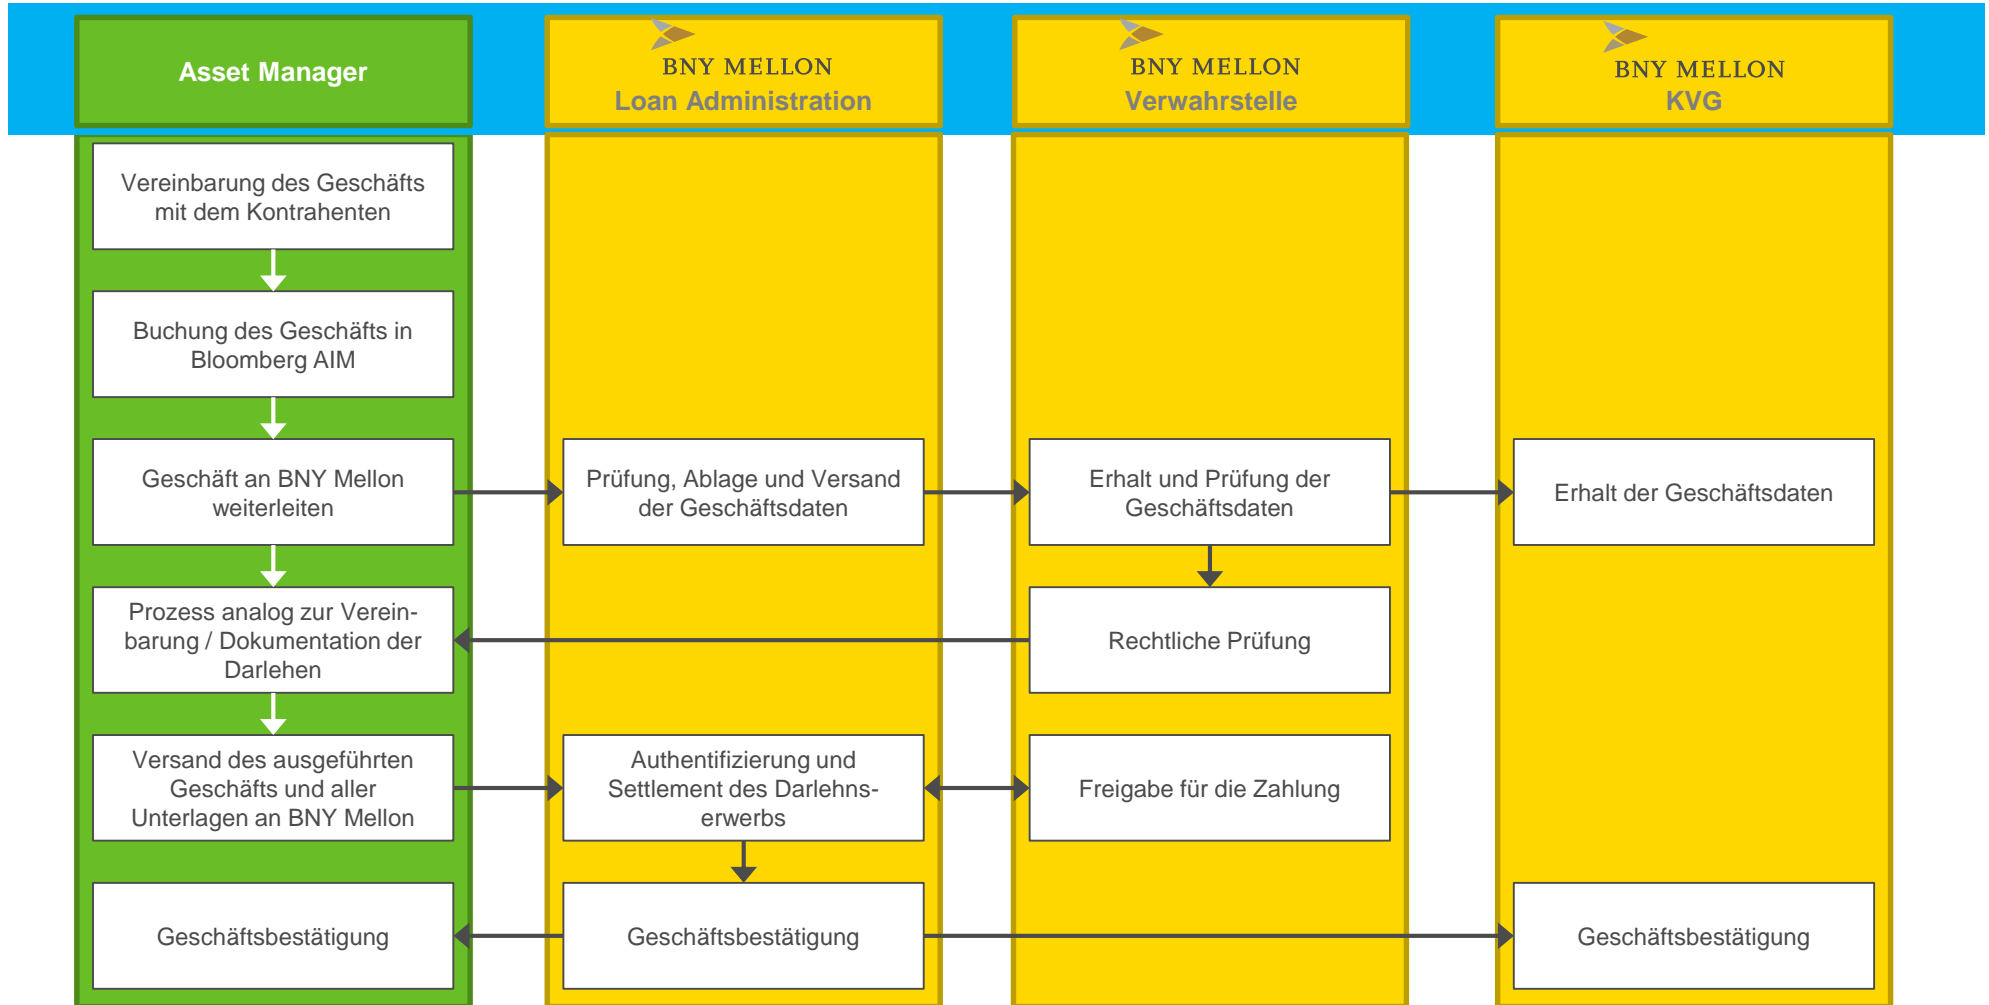 Asset Manager
BNY MELLON
Loan Administration
BNY MELLON
Verwahrstelle
BNY MELLON
KVG
Vereinbarung des Geschäfts
mit dem Kontrahenten
Buchung des Geschäfts in
Bloomberg AIM
Geschäft an BNY Mellon
weiterleiten
Prüfung, Ablage und Versand
der Geschäftsdaten
Erhalt und Prüfung der
Geschäftsdaten
Erhalt der Geschäftsdaten
Prozess analog zur Verein-
barung / Dokumentation der
Darlehen
Rechtliche Prüfung
Versand des ausgeführten
Geschäfts und aller
Unterlagen an BNY Mellon
Authentifizierung und
Settlement des Darlehns-
erwerbs
Freigabe für die Zahlung
Geschäftsbestätigung
Geschäftsbestätigung
Geschäftsbestätigung